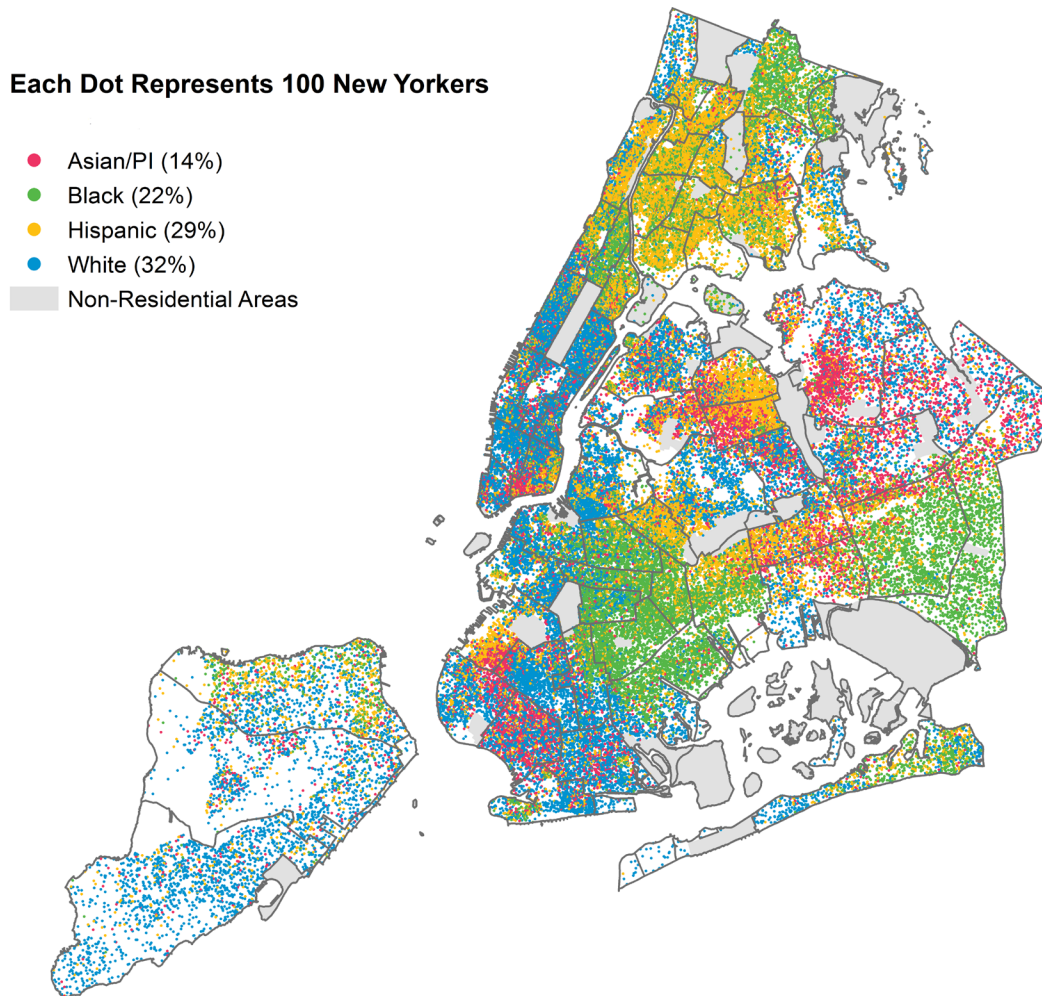 Each Dot Represents 100 New Yorkers
Asian/PI (14%)
Black (22%)
Hispanic (29%)
White (32%)
Non-Residential Areas